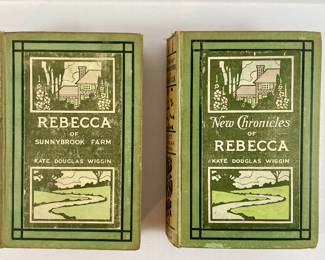 REBECCA
OF
SUNNYBROOK FARM
KATE DOUGLAS WIGGIN
New Chronicles
OF
REBECCA
KATE DOUGLAS WIGGIN